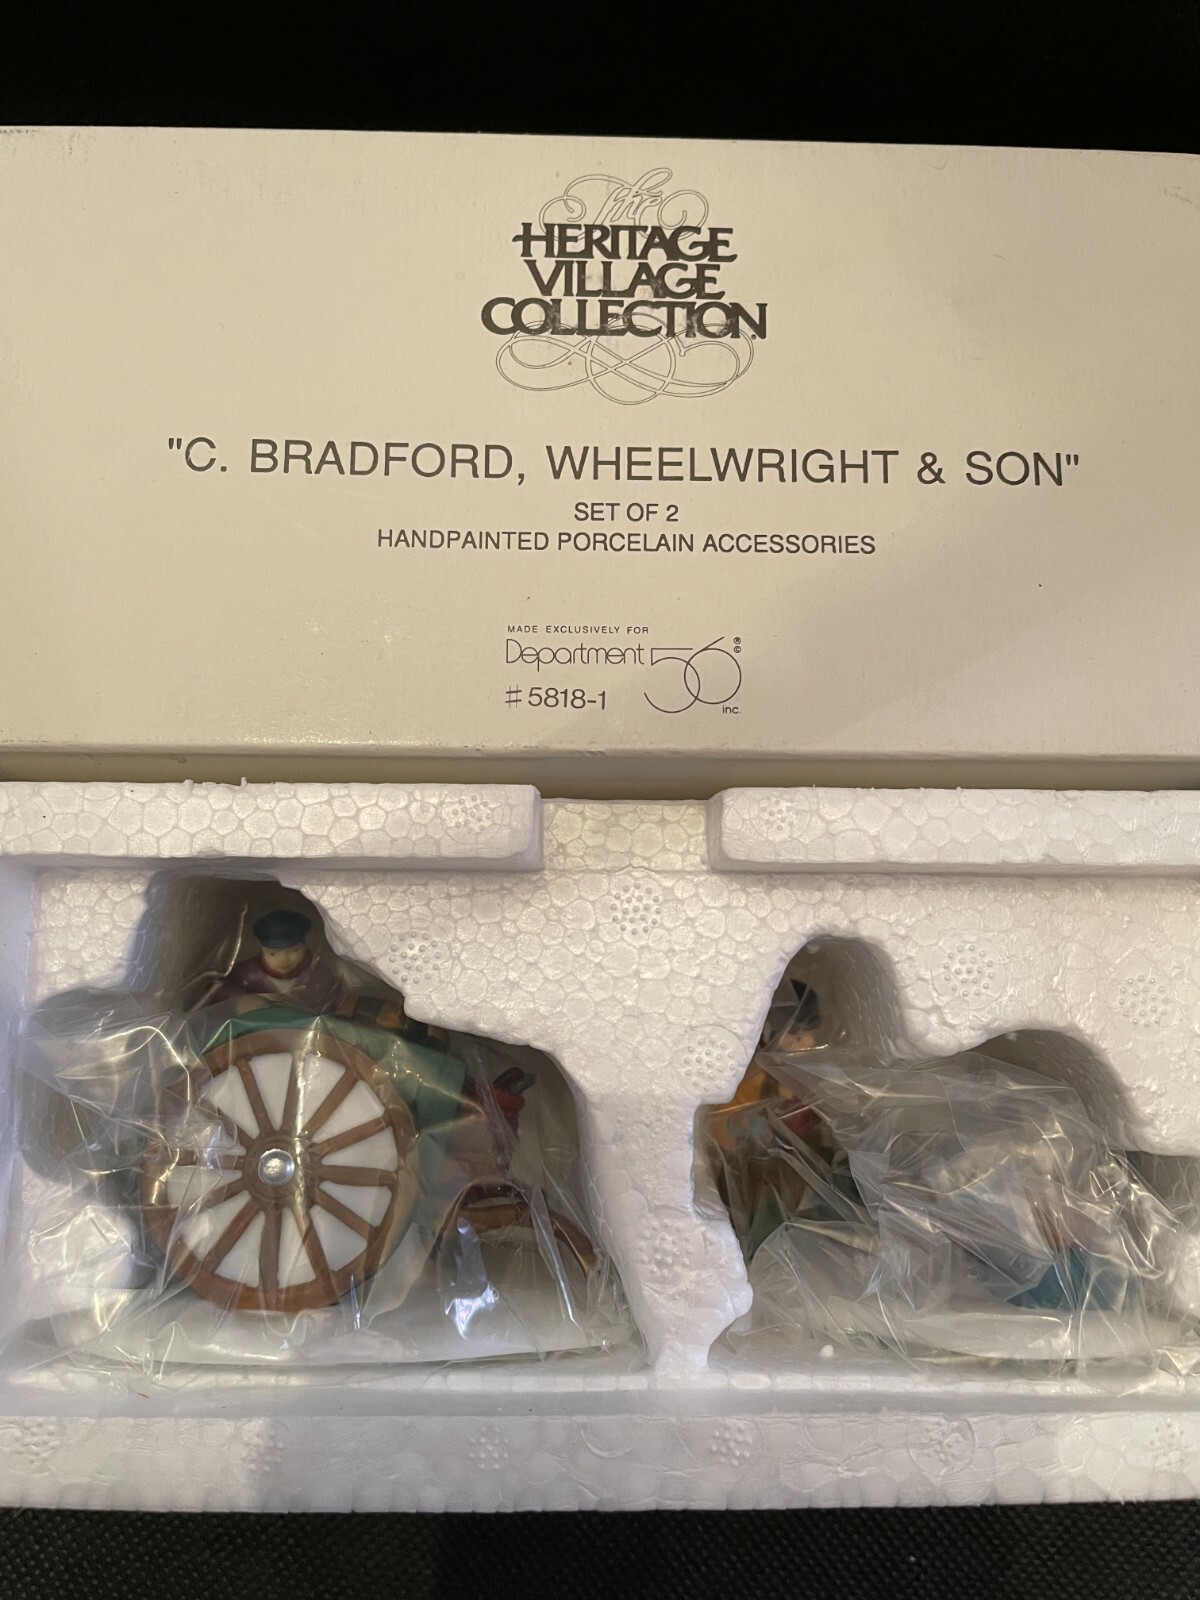 The
HERITAGE
VILLAGE
COLLECTION
"C. BRADFORD, WHEELWRIGHT & SON"
SET OF 2
HANDPAINTED PORCELAIN ACCESSORIES
MADE EXCLUSIVELY FOR
Department 56 ® ©
inc.
#5818-1